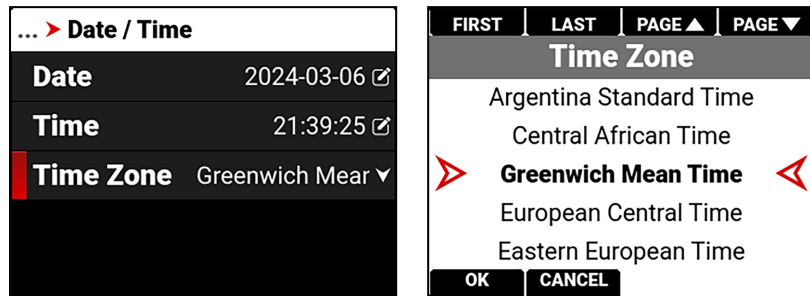 ... ➤ Date / Time
Date 2024-03-06
Time 21:39:25
Time Zone Greenwich Mear
FIRST LAST PAGE▲ PAGE▼
Time Zone
Argentina Standard Time
Central African Time
Greenwich Mean Time
European Central Time
Eastern European Time
OK CANCEL